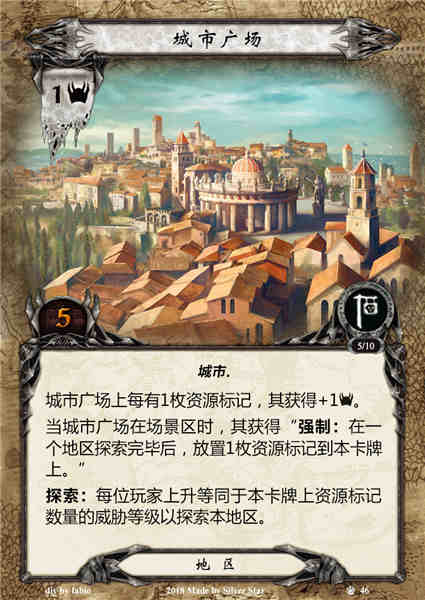 城市广场
1
5
5/10
城市.
城市广场上每有1枚资源标记，其获得+1。
当城市广场在场景区时，其获得“强制：在一
个地区探索完毕后，放置1枚资源标记到本卡牌
上。”
探索：每位玩家上升等同于本卡牌上资源标记
数量的威胁等级以探索本地区。
地区
diy by fabio
2018 Made by Silver Star
46